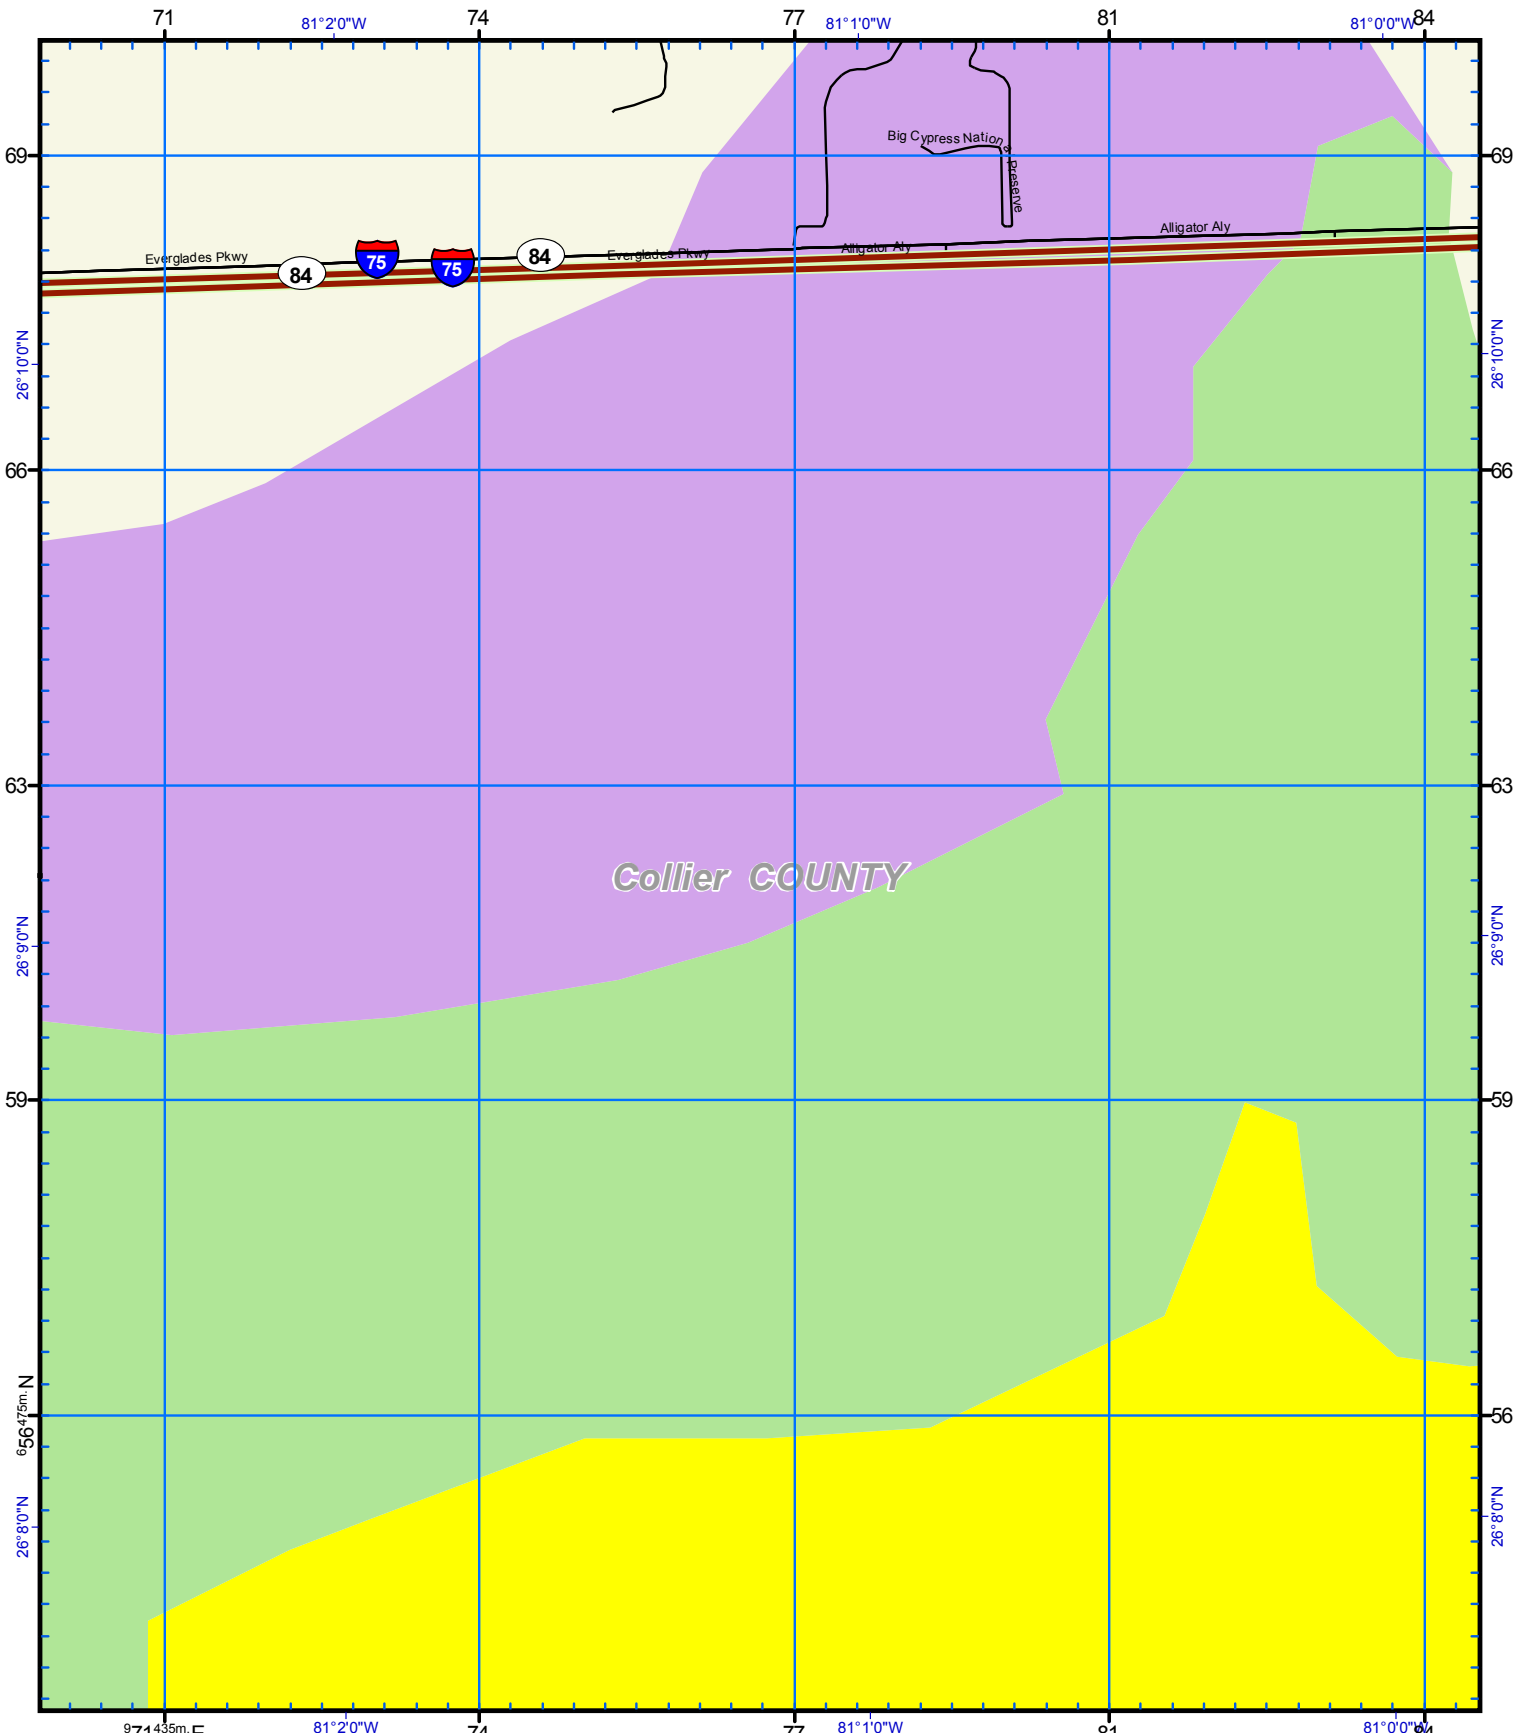 71 81°2'0"W 74 77 81°1'0"W 81 81°0'0"W 84
Big Cypress National Preserve
69 69
Alligator Aly
Everglades Pkwy 84 75 75 84 Everglades Pkwy Alligator Aly
26°10'0"N 26°10'0"N
66 66
63 63
Collier COUNTY
26°9'0"N 26°9'0"N
59 59
656475m. N 56
26°8'0"N 26°8'0"N
971435m. E 81°2'0"W 74 77 81°1'0"W 81 81°0'0"W 84